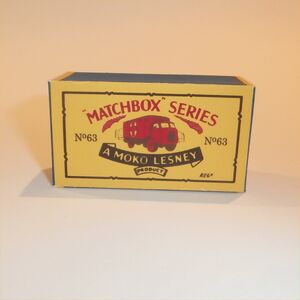 "MATCHBOX" SERIES
Nº63 Nº63
A MOKO LESNEY
PRODUCT
REGᴰ